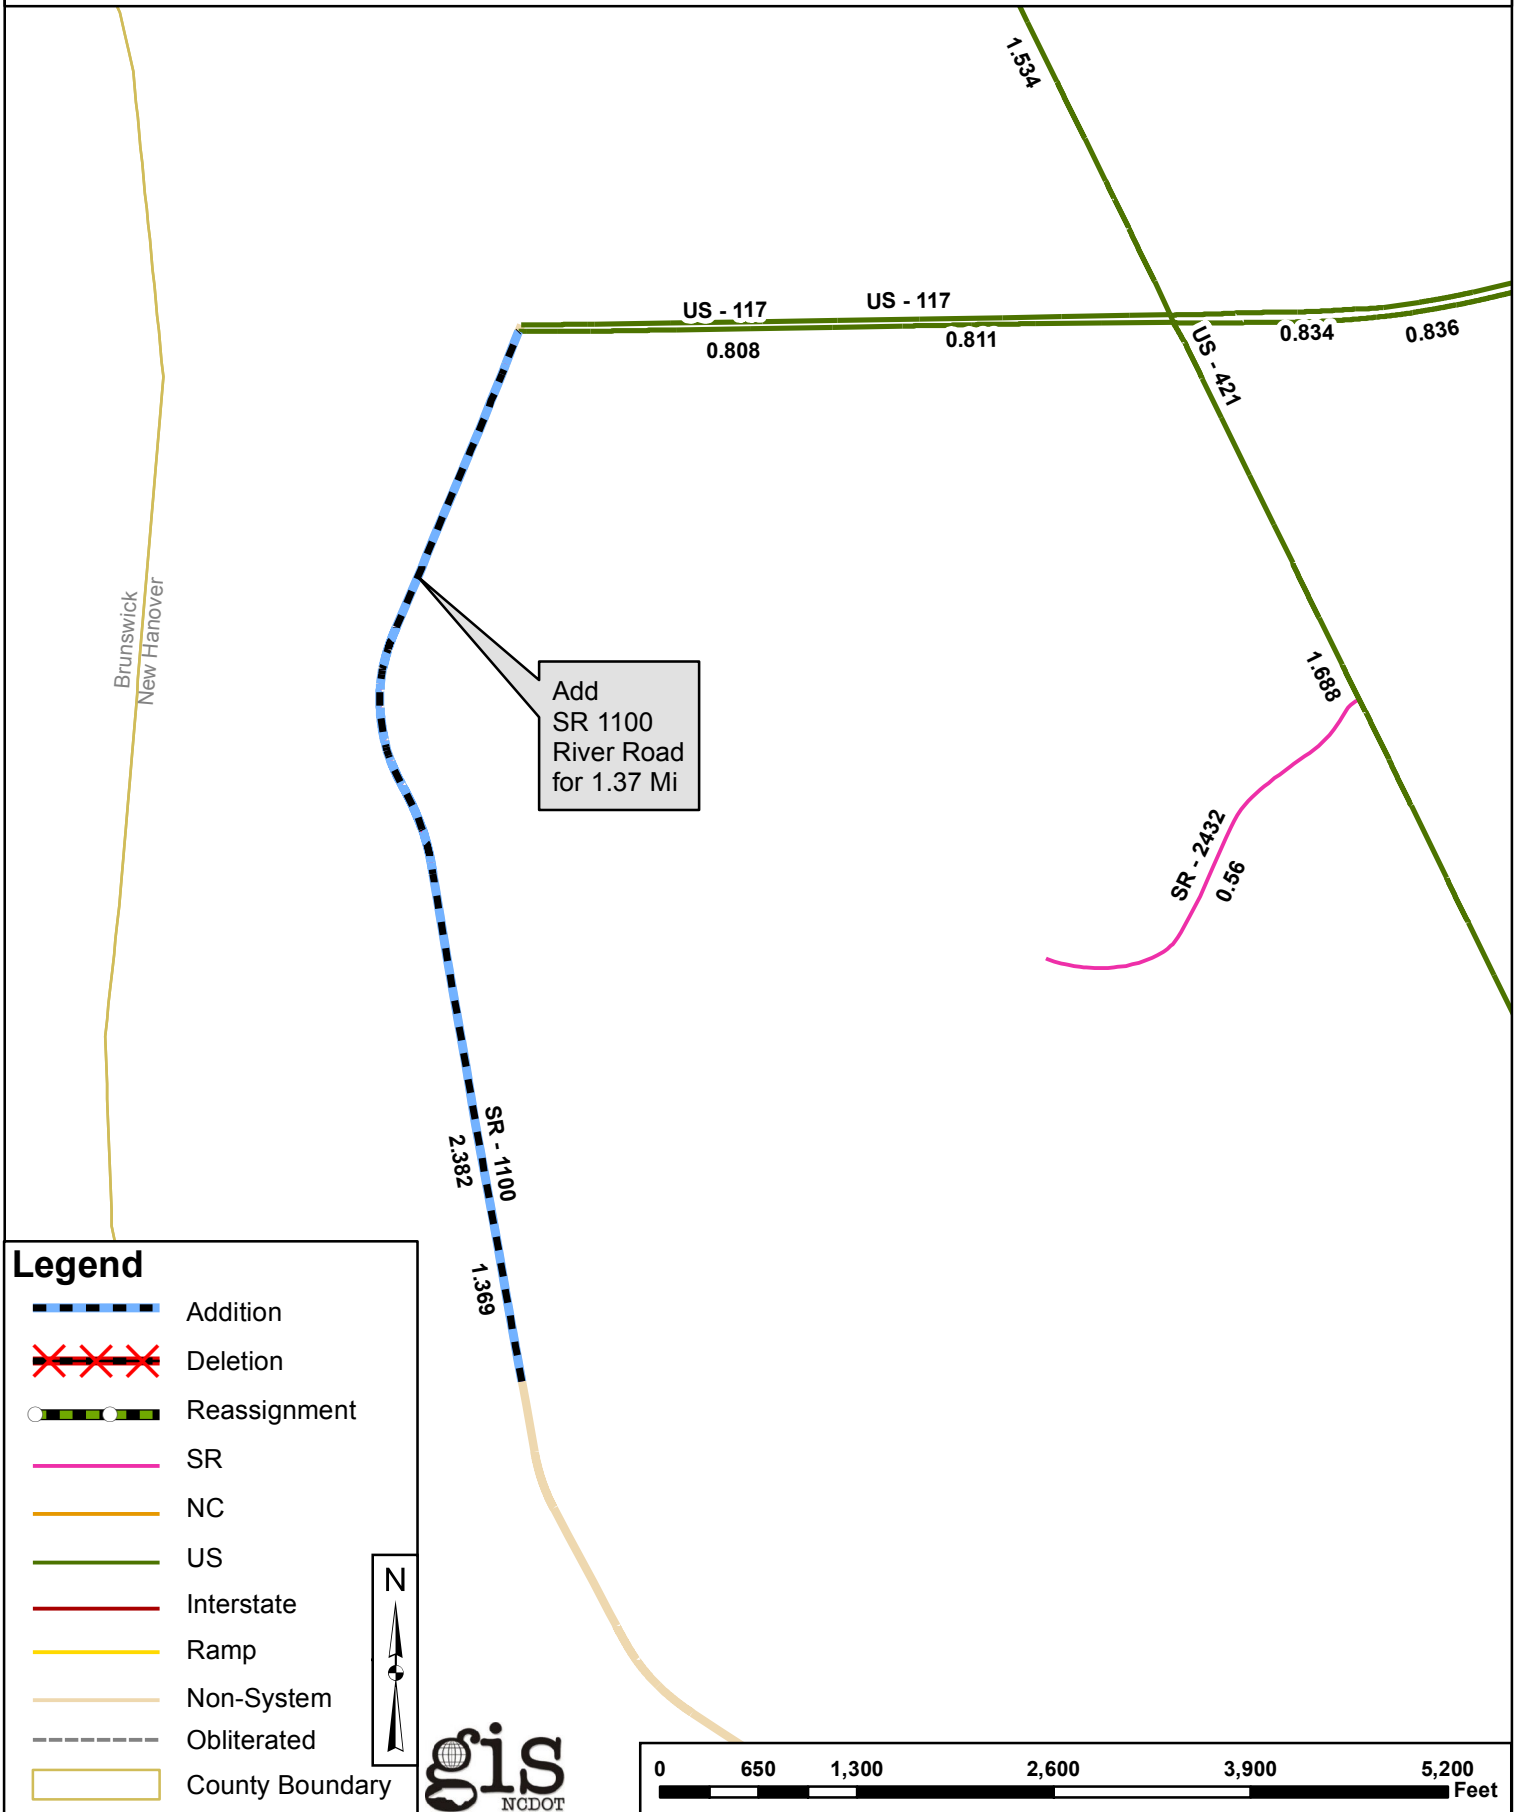 1.534
US - 117
US - 117
0.808
0.811
0.834
0.836
US - 421
Brunswick
New Hanover
Add
SR 1100
River Road
for 1.37 Mi
1.688
SR - 2432
0.56
SR - 1100
2.382
1.369
Legend
Addition
Deletion
Reassignment
SR
NC
US
Interstate
Ramp
Non-System
Obliterated
County Boundary
N
gis
NCDOT
0 650 1,300 2,600 3,900 5,200
Feet